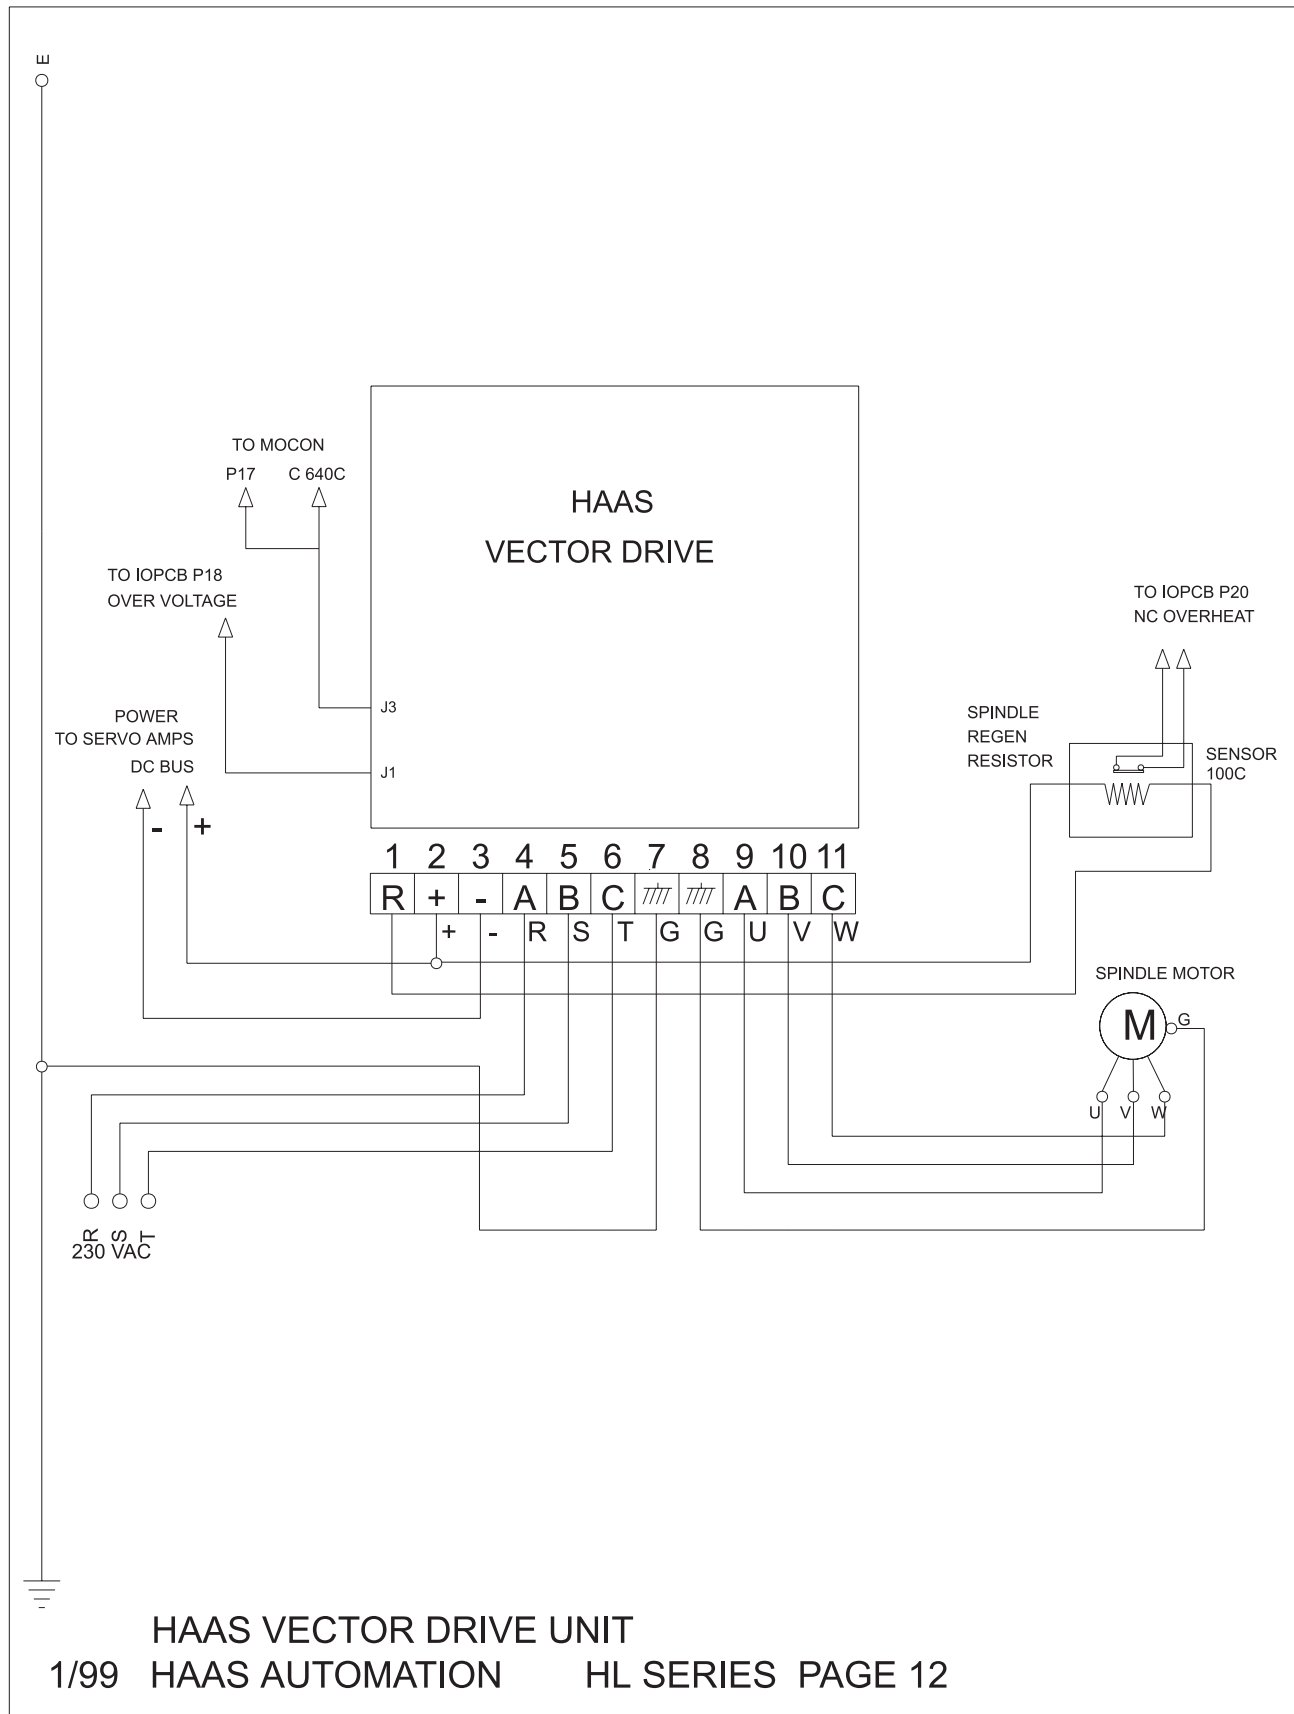 E
TO MOCON
P17 C 640C
HAAS
VECTOR DRIVE
TO IOPCB P18
OVER VOLTAGE
TO IOPCB P20
NC OVERHEAT
J3
POWER
TO SERVO AMPS
DC BUS
J1
SPINDLE
REGEN
RESISTOR
SENSOR
100C
- +
1 2 3 4 5 6 7 8 9 10 11
R + - A B C A B C
+ - R S T G G U V W
SPINDLE MOTOR
M
G
U V W
R S T
230 VAC
HAAS VECTOR DRIVE UNIT
1/99 HAAS AUTOMATION HL SERIES PAGE 12